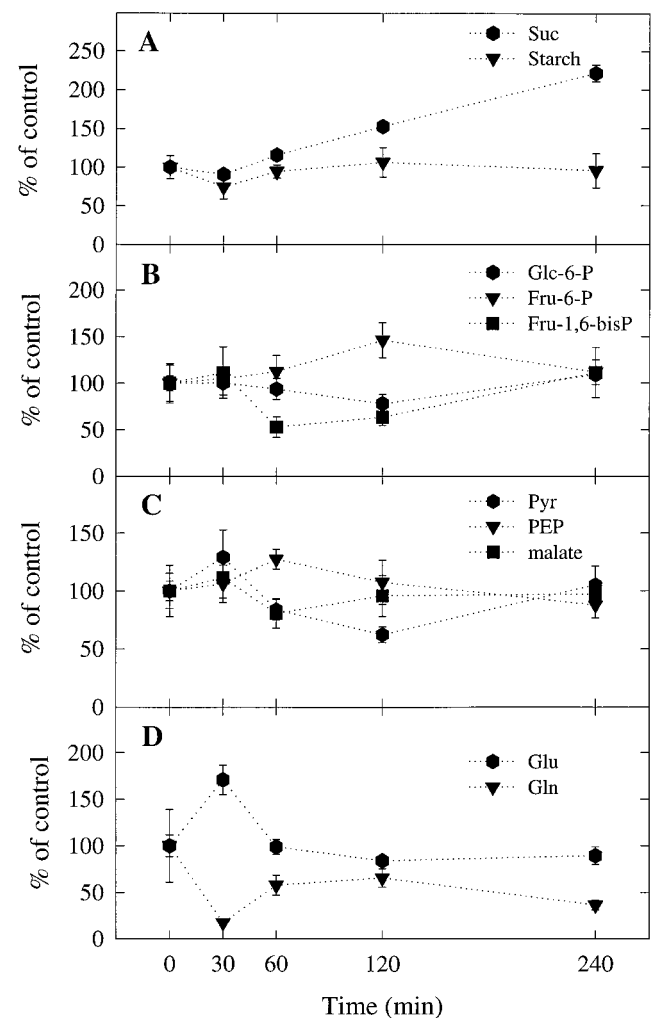 A
Suc
Starch
250
200
150
100
50
0
% of control
B
Glc-6-P
Fru-6-P
Fru-1,6-bisP
200
150
100
50
0
% of control
C
Pyr
PEP
malate
150
100
50
0
% of control
D
Glu
Gln
200
150
100
50
0
% of control
0 30 60 120 240
Time (min)